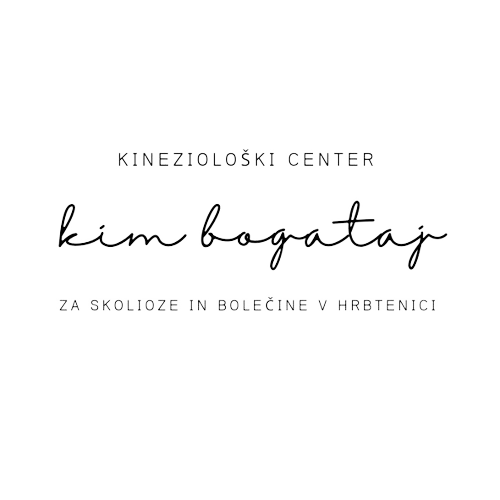 KINEZIOLOŠKI CENTER
kim bogataj
ZA SKOLIOZE IN BOLEČINE V HRBTENICI